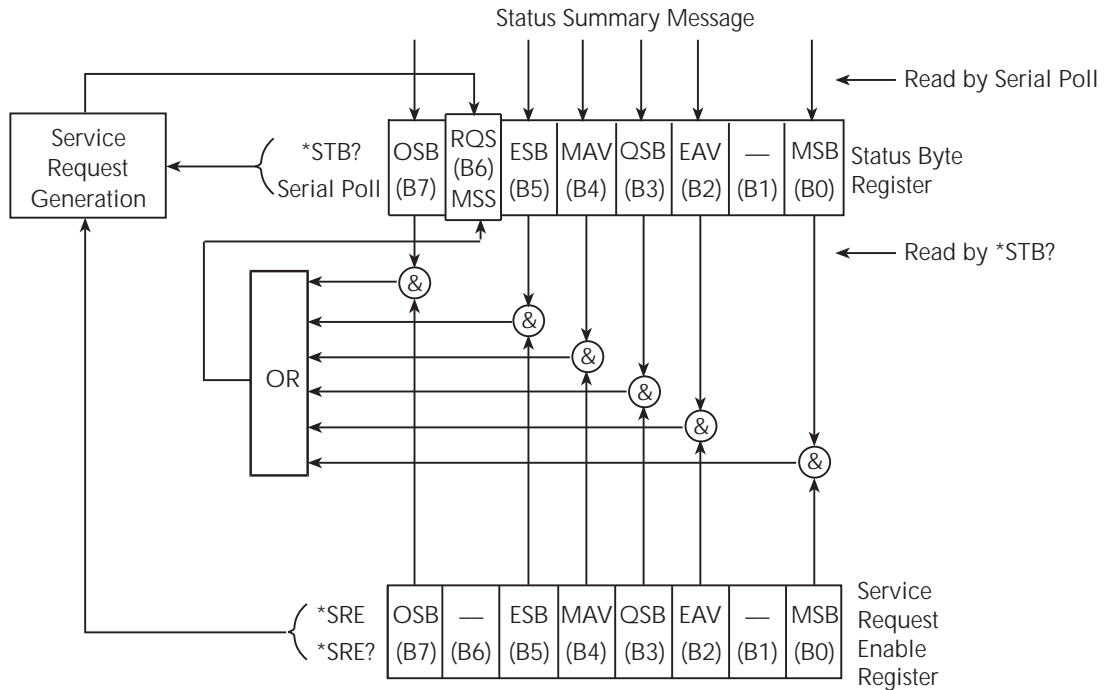 Status Summary Message
Read by Serial Poll
Service
Request
Generation
*STB?
Serial Poll
OSB
(B7)
RQS
(B6)
MSS
ESB
(B5)
MAV
(B4)
QSB
(B3)
EAV
(B2)
—
(B1)
MSB
(B0)
Status Byte
Register
Read by *STB?
&
&
&
&
&
&
OR
*SRE
*SRE?
OSB
(B7)
—
(B6)
ESB
(B5)
MAV
(B4)
QSB
(B3)
EAV
(B2)
—
(B1)
MSB
(B0)
Service
Request
Enable
Register